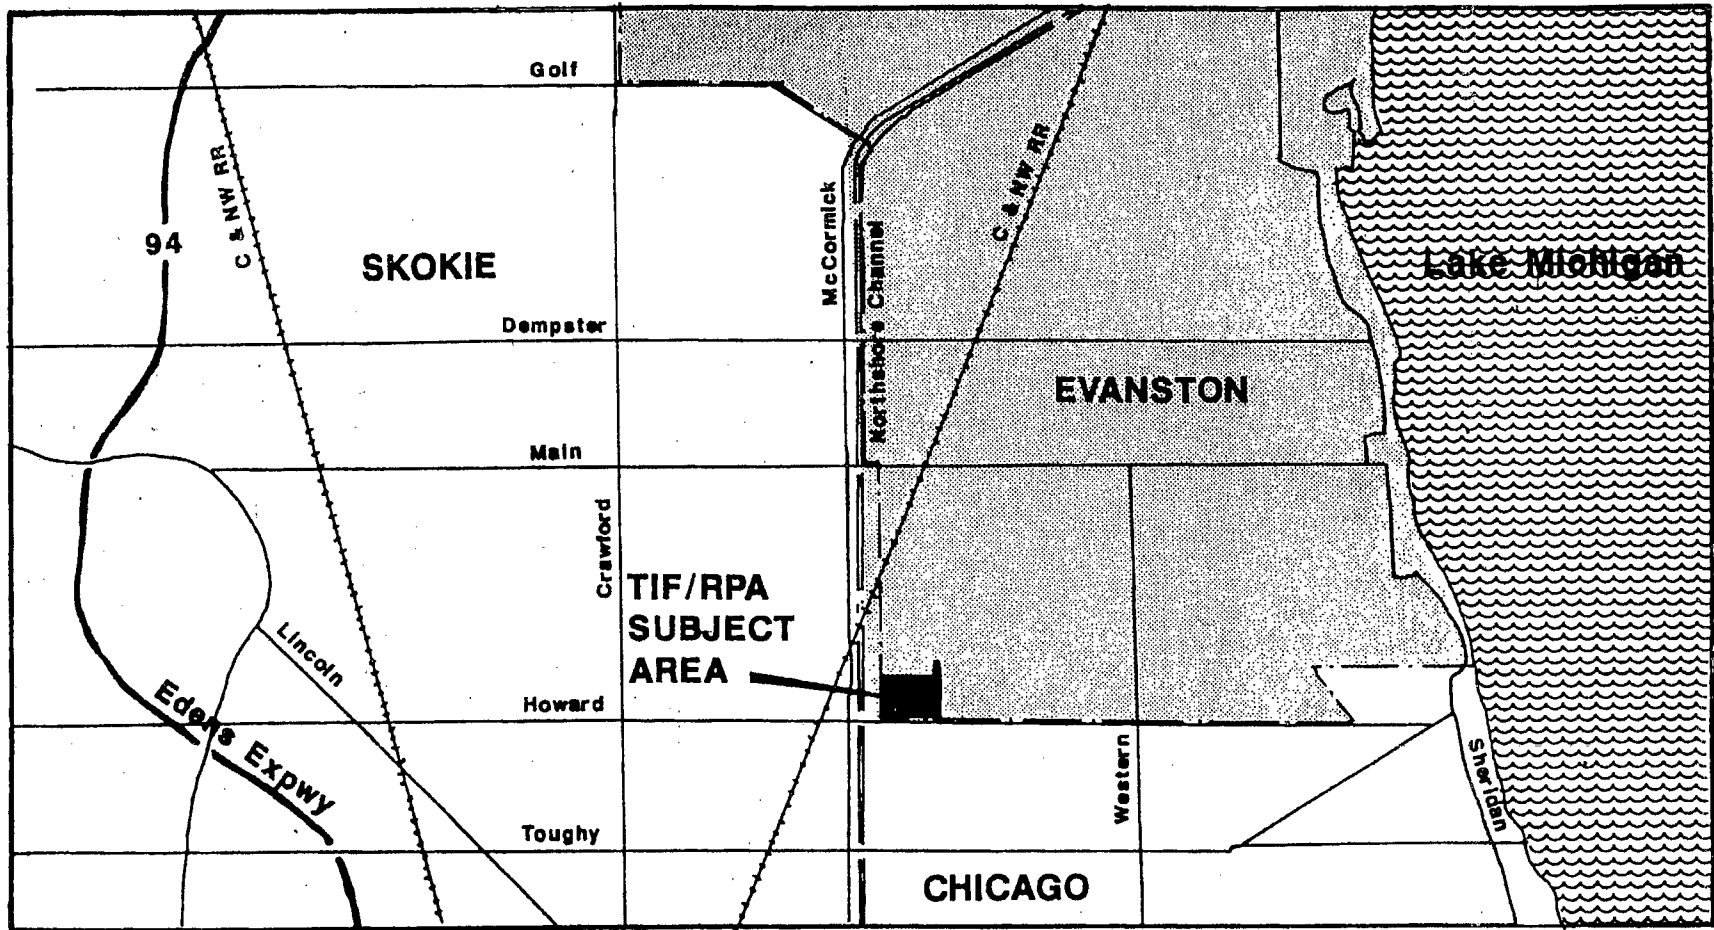 Golf
C & NW RR
C & NW RR
McCormick
94
SKOKIE
Northshore Channel
Lake Michigan
Dempster
EVANSTON
Main
Crawford
TIF/RPA
SUBJECT
AREA
Lincoln
Howard
Edens Expwy
Western
Sheridan
Toughy
CHICAGO